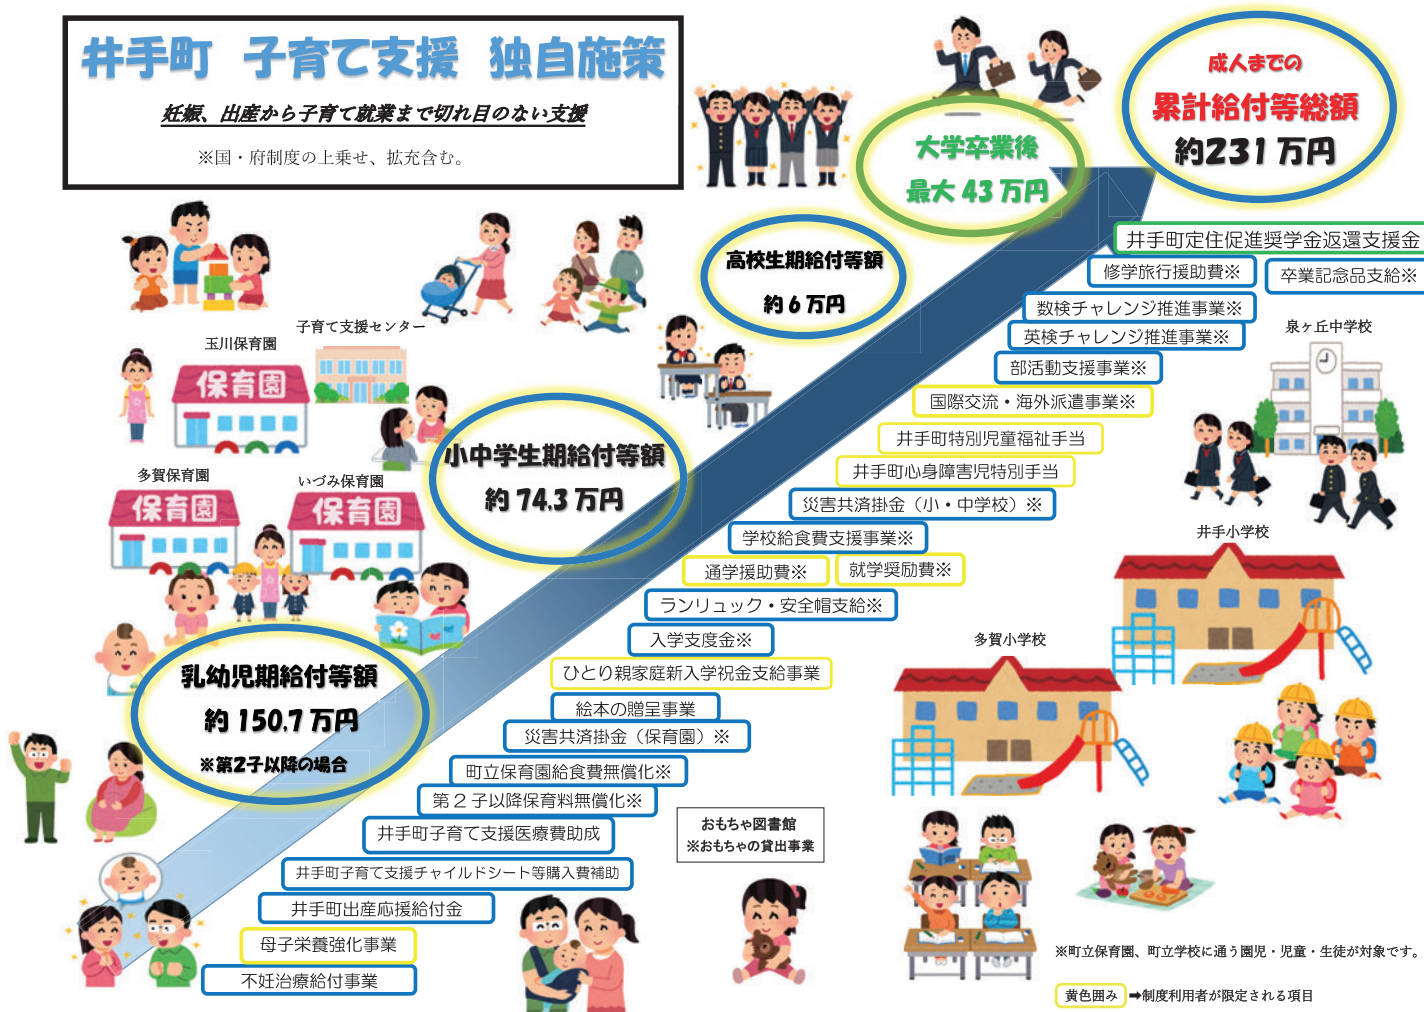 井手町 子育て支援 独自施策
妊娠、出産から子育て就業まで切れ目のない支援
※国・府制度の上乗せ、拡充含む。
成人までの
累計給付等総額
約231万円
大学卒業後
最大43万円
高校生期給付等額
約6万円
小中学生期給付等額
約74.3万円
乳幼児期給付等額
約150.7万円
※第2子以降の場合
子育て支援センター
玉川保育園
保育園
多賀保育園
保育園
いづみ保育園
保育園
井手町定住促進奨学金返還支援金
修学旅行援助費※
卒業記念品支給※
数検チャレンジ推進事業※
英検チャレンジ推進事業※
部活動支援事業※
国際交流・海外派遣事業※
井手町特別児童福祉手当
井手町心身障害児特別手当
災害共済掛金（小・中学校）※
学校給食費支援事業※
通学援助費※
就学奨励費※
ランリュック・安全帽支給※
入学支度金※
ひとり親家庭新入学祝金支給事業
絵本の贈呈事業
災害共済掛金（保育園）※
町立保育園給食費無償化※
第2子以降保育料無償化※
井手町子育て支援医療費助成
井手町子育て支援チャイルドシート等購入費補助
井手町出産応援給付金
母子栄養強化事業
不妊治療給付事業
泉ヶ丘中学校
井手小学校
多賀小学校
おもちゃ図書館
※おもちゃの貸出事業
※町立保育園、町立学校に通う園児・児童・生徒が対象です。
黄色囲み ➡制度利用者が限定される項目